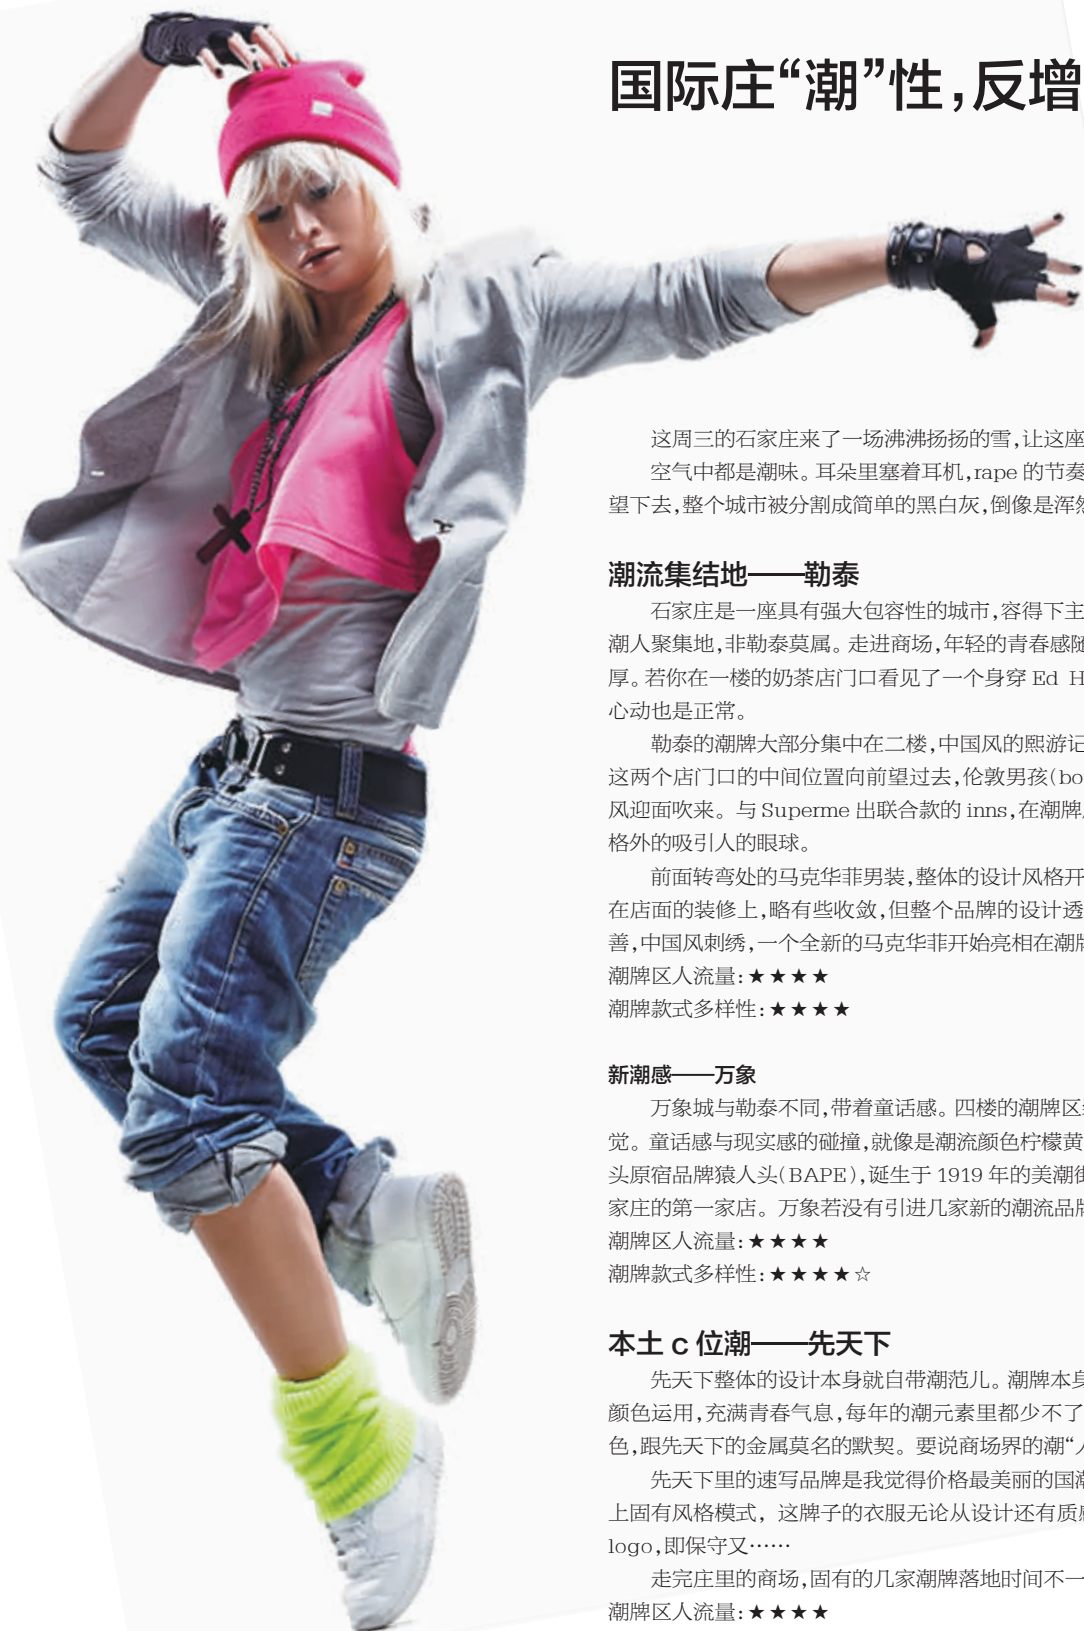 国际庄“潮”性,反增
这周三的石家庄来了一场沸沸扬扬的雪,让这座
空气中都是潮味。耳朵里塞着耳机,rape 的节奏
望下去,整个城市被分割成简单的黑白灰,倒像是浑然
潮流集结地——勒泰
石家庄是一座具有强大包容性的城市,容得下主
潮人聚集地,非勒泰莫属。走进商场,年轻的青春感随
厚。若你在一楼的奶茶店门口看见了一个身穿 Ed H
心动也是正常。
勒泰的潮牌大部分集中在二楼,中国风的熙游记
这两个店门口的中间位置向前望过去,伦敦男孩(bo
风迎面吹来。与 Superme 出联合款的 inns,在潮牌
格外的吸引人的眼球。
前面转弯处的马克华菲男装,整体的设计风格开
在店面的装修上,略有些收敛,但整个品牌的设计透
善,中国风刺绣,一个全新的马克华菲开始亮相在潮牌
潮牌区人流量:★★★★
潮牌款式多样性:★★★★
新潮感——万象
万象城与勒泰不同,带着童话感。四楼的潮牌区
觉。童话感与现实感的碰撞,就像是潮流颜色柠檬黄
头原宿品牌猿人头(BAPE),诞生于 1919 年的美潮街
家庄的第一家店。万象若没有引进几家新的潮流品牌
潮牌区人流量:★★★★
潮牌款式多样性:★★★★☆
本土 c 位潮——先天下
先天下整体的设计本身就自带潮范儿。潮牌本身
颜色运用,充满青春气息,每年的潮元素里都少不了
色,跟先天下的金属莫名的默契。要说商场界的潮“人
先天下里的速写品牌是我觉得价格最美丽的国潮
上固有风格模式,这牌子的衣服无论从设计还有质感
logo,即保守又……
走完庄里的商场,固有的几家潮牌落地时间不一
潮牌区人流量:★★★★